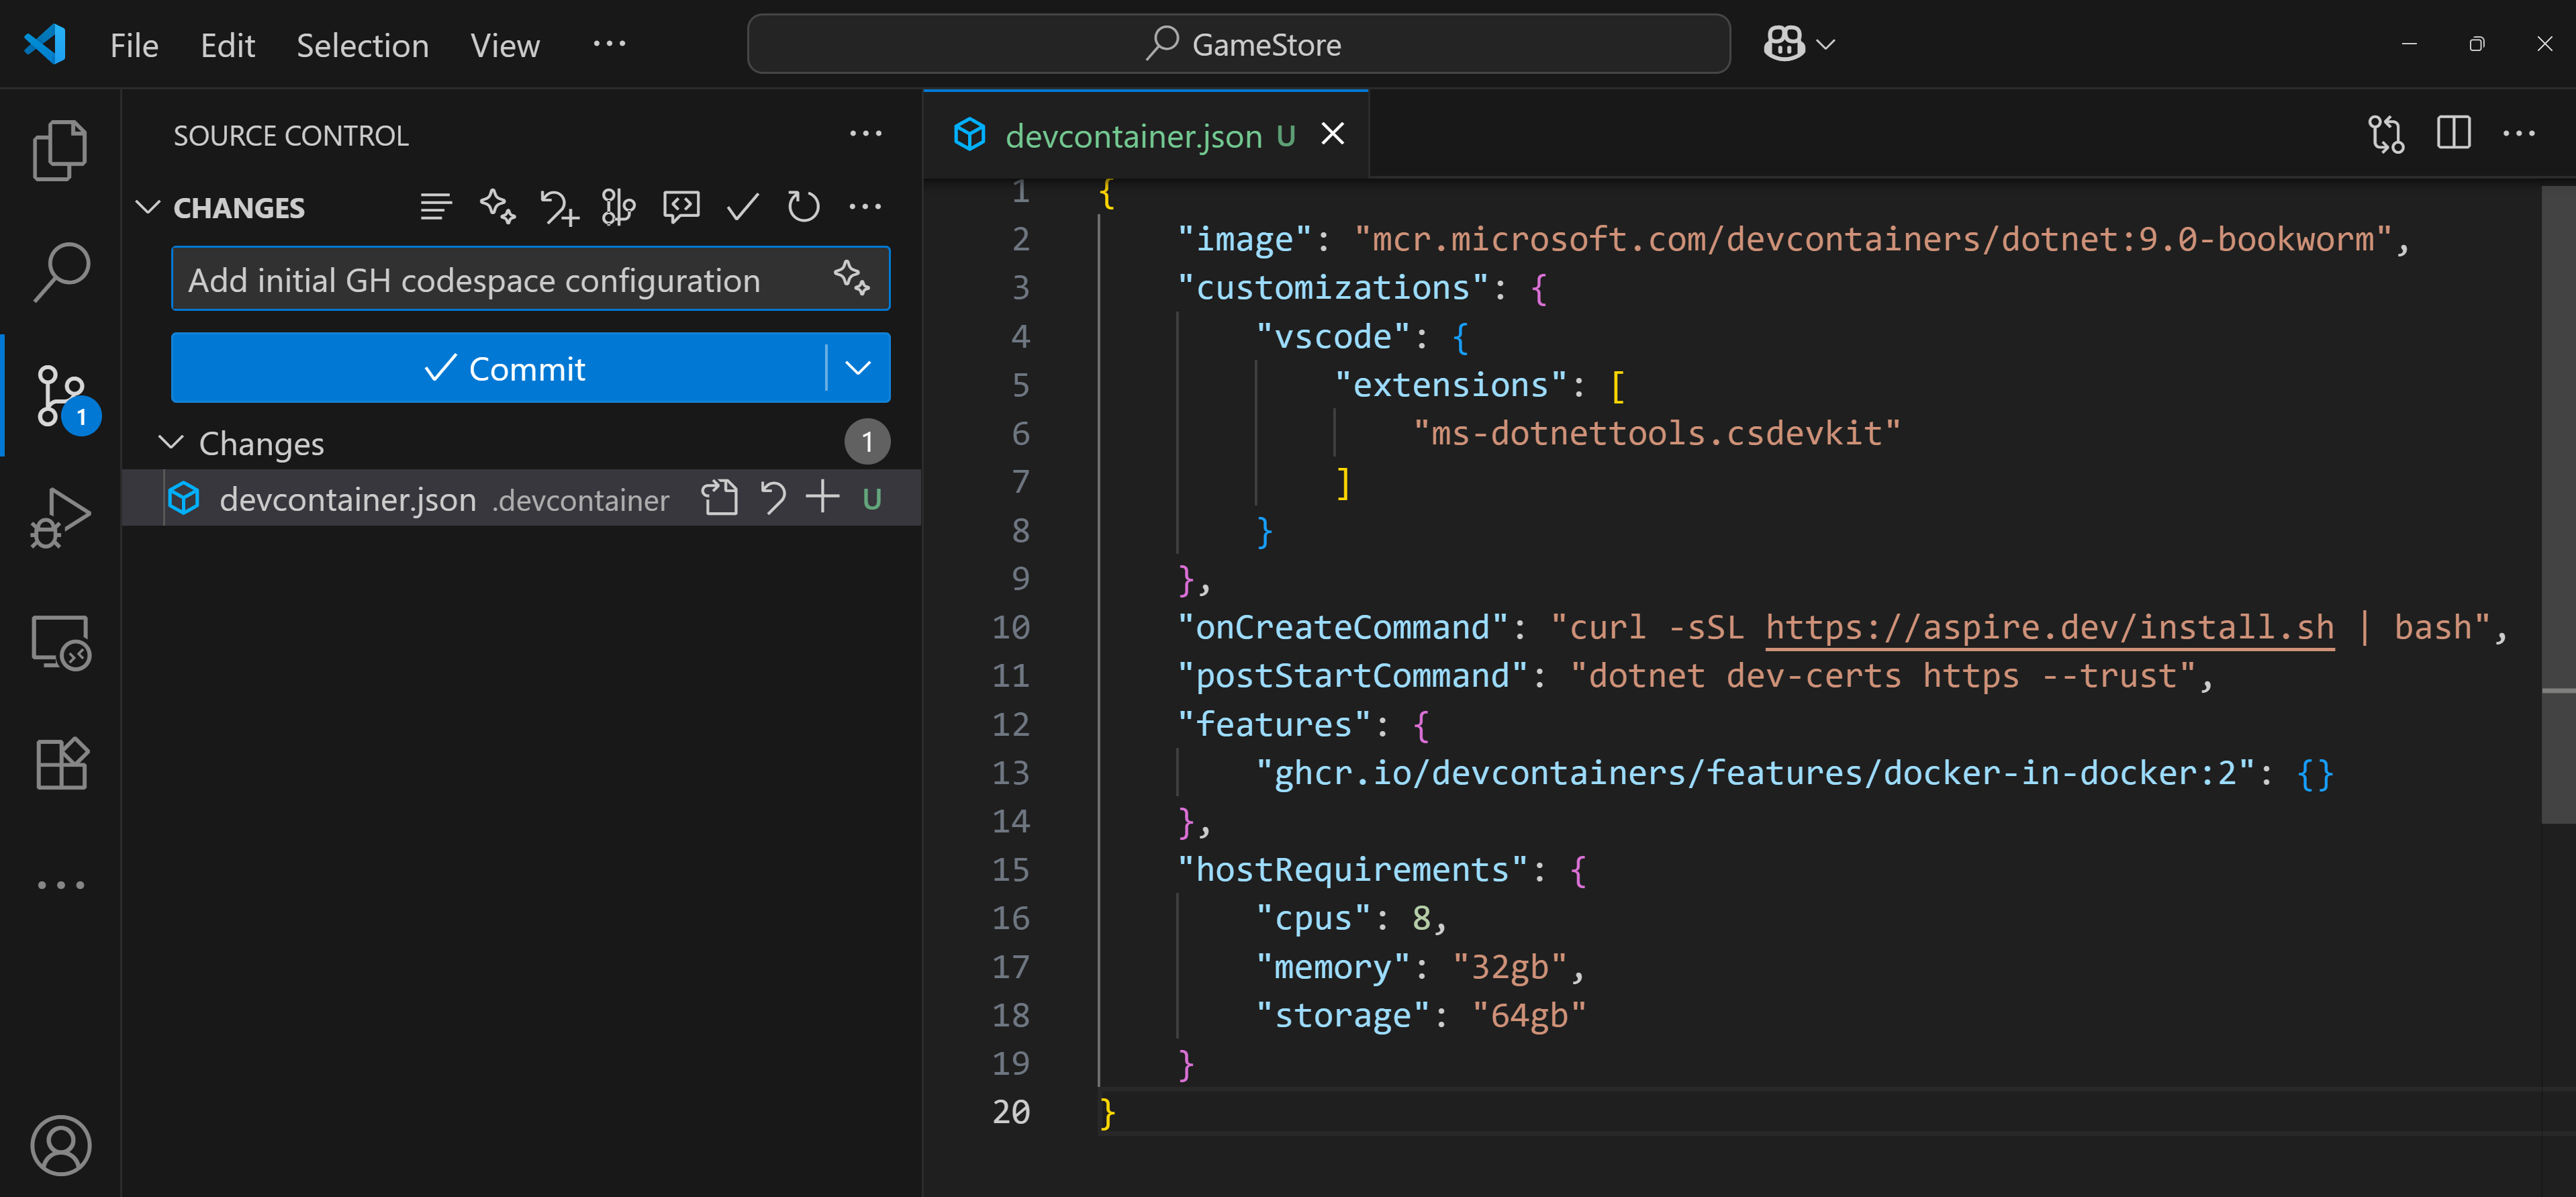 File Edit Selection View ···
GameStore
SOURCE CONTROL
CHANGES
Add initial GH codespace configuration
Commit
1
Changes 1
devcontainer.json .devcontainer U
devcontainer.json U
1 {
2 "image": "mcr.microsoft.com/devcontainers/dotnet:9.0-bookworm",
3 "customizations": {
4 "vscode": {
5 "extensions": [
6 "ms-dotnettools.csdevkit"
7 ]
8 }
9 },
10 "onCreateCommand": "curl -sSL https://aspire.dev/install.sh | bash",
11 "postStartCommand": "dotnet dev-certs https --trust",
12 "features": {
13 "ghcr.io/devcontainers/features/docker-in-docker:2": {}
14 },
15 "hostRequirements": {
16 "cpus": 8,
17 "memory": "32gb",
18 "storage": "64gb"
19 }
20 }